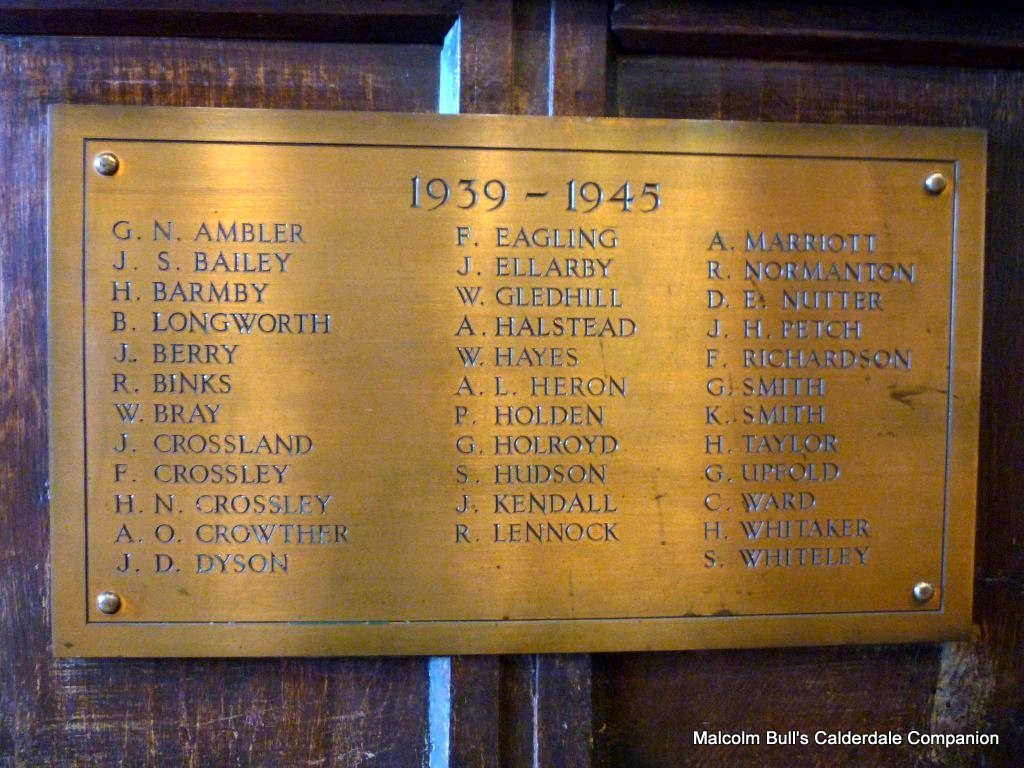 1939 - 1945
G. N. AMBLER
J. S. BAILEY
H. BARMBY
B. LONGWORTH
J. BERRY
R. BINKS
W. BRAY
J. CROSSLAND
F. CROSSLEY
H. N. CROSSLEY
A. O. CROWTHER
J. D. DYSON
F. EAGLING
J. ELLARBY
W. GLEDHILL
A. HALSTEAD
W. HAYES
A. L. HERON
P. HOLDEN
G. HOLROYD
S. HUDSON
J. KENDALL
R. LENNOCK
A. MARRIOTT
R. NORMANTON
D. E. NUTTER
J. H. PETCH
F. RICHARDSON
G. SMITH
K. SMITH
H. TAYLOR
G. UPFOLD
C. WARD
H. WHITAKER
S. WHITELEY
Malcolm Bull's Calderdale Companion